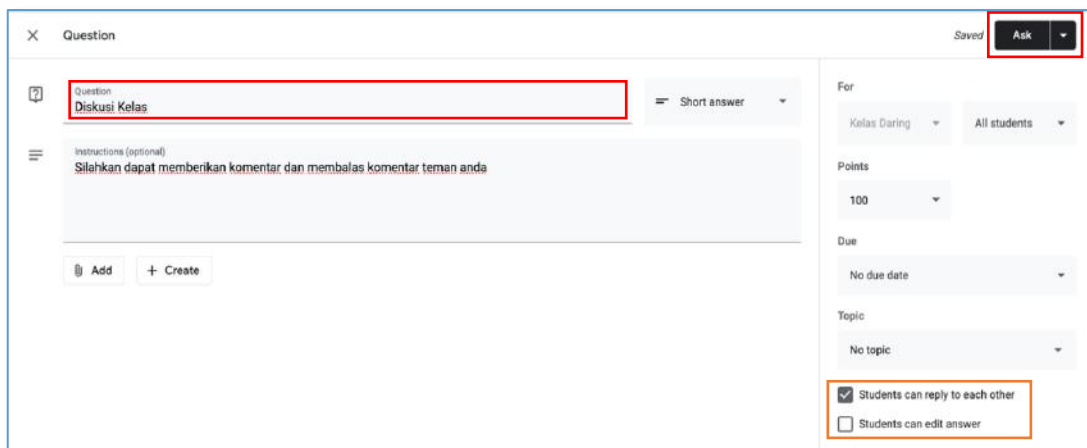 Question
Saved
Ask
Question
Diskusi Kelas
Short answer
Instructions (optional)
Silahkan dapat memberikan komentar dan membalas komentar teman anda
Add
+ Create
For
Kelas Daring
All students
Points
100
Due
No due date
Topic
No topic
Students can reply to each other
Students can edit answer